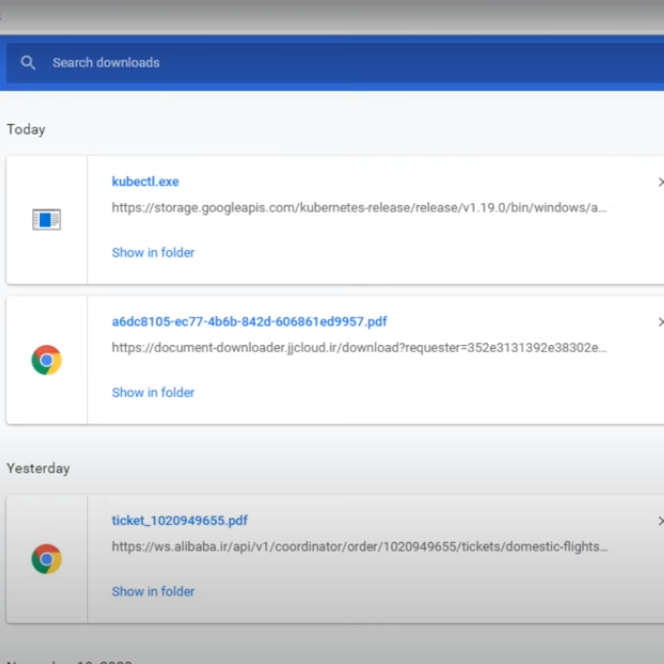 Search downloads
Today
kubectl.exe
https://storage.googleapis.com/kubernetes-release/release/v1.19.0/bin/windows/a...
Show in folder
a6dc8105-ec77-4b6b-842d-606861ed9957.pdf
https://document-downloader.jjcloud.ir/download?requester=352e3131392e38302e...
Show in folder
Yesterday
ticket_1020949655.pdf
https://ws.alibaba.ir/api/v1/coordinator/order/1020949655/tickets/domestic-flights...
Show in folder